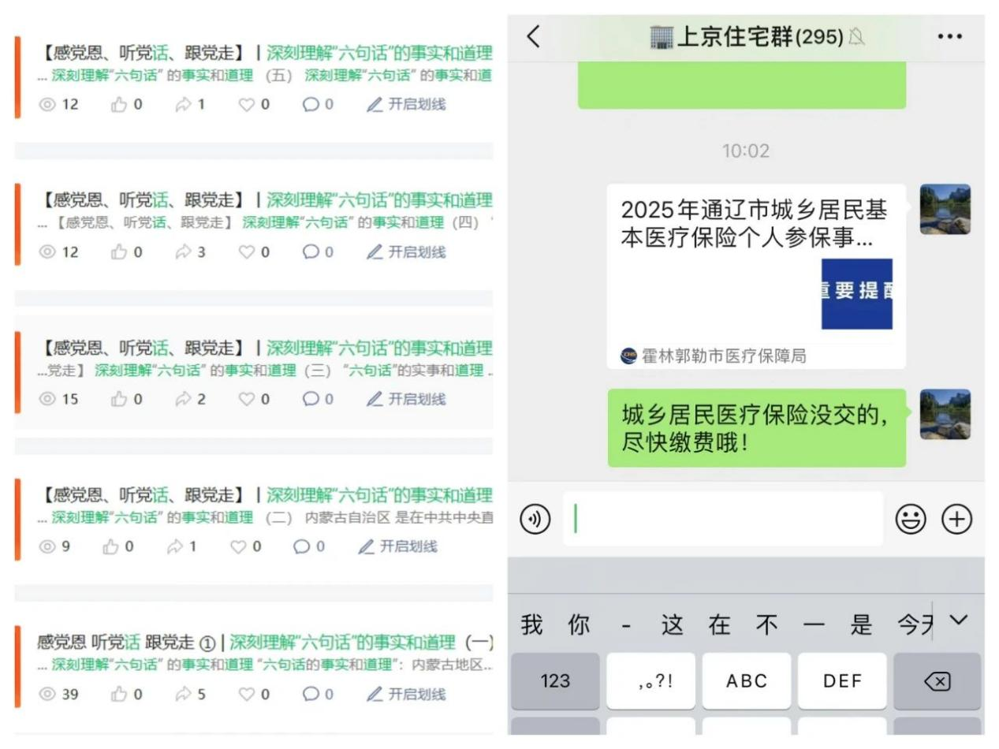 【感党恩、听党话、跟党走】 | 深刻理解“六句话”的事实和道理
... 深刻理解“六句话” 的事实和道理 （五） 深刻理解“六句话” 的事实和道
12 0 1 0 0 开启划线
【感党恩、听党话、跟党走】 | 深刻理解“六句话”的事实和道理
... 【感党恩、听党话、跟党走】 深刻理解“六句话” 的事实和道理（四） “
12 0 3 0 0 开启划线
【感党恩、听党话、跟党走】 | 深刻理解“六句话”的事实和道理
...党走】 深刻理解“六句话” 的事实和道理（三） “六句话”的实事和道理 ..
15 0 2 0 0 开启划线
【感党恩、听党话、跟党走】 | 深刻理解“六句话”的事实和道理
... 深刻理解“六句话” 的事实和道理 （二） 内蒙古自治区 是在中共中央直
9 0 1 0 0 开启划线
感党恩 听党话 跟党走 ① | 深刻理解“六句话”的事实和道理（一）
... 深刻理解“六句话” 的事实和道理 “六句话的事实和道理”：内蒙古地区...
39 0 5 0 0 开启划线
上京住宅群(295)
10:02
2025年通辽市城乡居民基
本医疗保险个人参保事...
重要提醒
霍林郭勒市医疗保障局
城乡居民医疗保险没交的，
尽快缴费哦！
我 你 - 这 在 不 一 是 今天
123 ,。?! ABC DEF